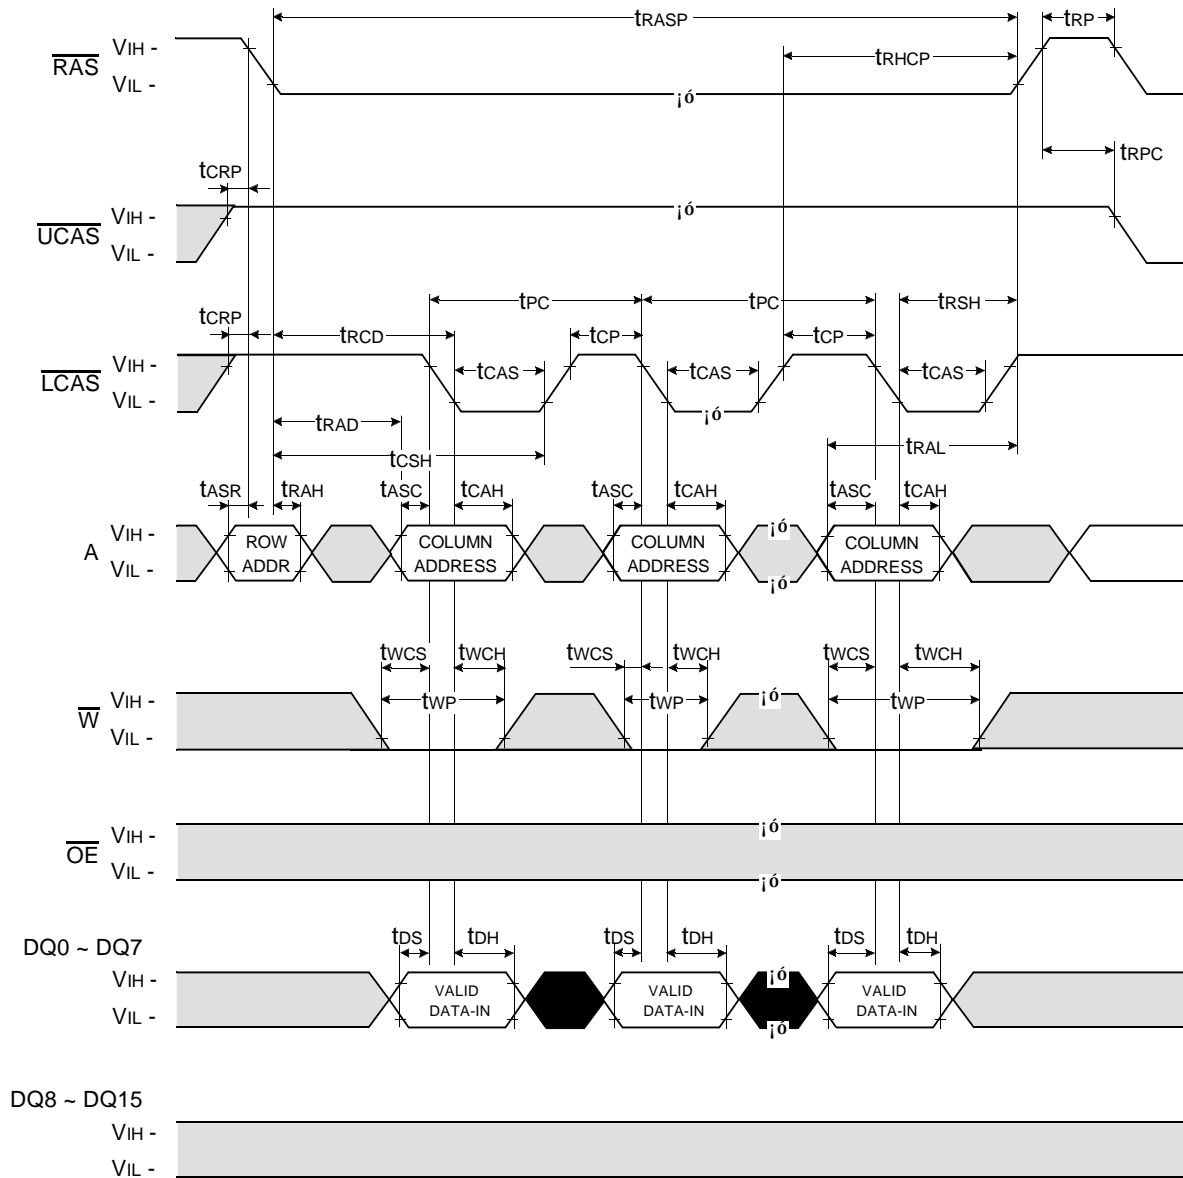 tRASP
tRP
RAS
VIH -
VIL -
tRHCP
¡ó
tRPC
tCRP
UCAS
VIH -
VIL -
¡ó
tCRP
tRCD
tPC
tCP
tPC
tCP
tRSH
LCAS
VIH -
VIL -
tCAS
tCAS
tCAS
¡ó
tRAD
tCSH
tRAL
tASR
tRAH
tASC
tCAH
tASC
tCAH
tASC
tCAH
A
VIH -
VIL -
ROW
ADDR
COLUMN
ADDRESS
COLUMN
ADDRESS
¡ó
¡ó
COLUMN
ADDRESS
tWCS
tWCH
tWCS
tWCH
tWCS
tWCH
W
VIH -
VIL -
tWP
tWP
¡ó
tWP
OE
VIH -
VIL -
¡ó
¡ó
DQ0 ~ DQ7
tDS
tDH
tDS
tDH
tDS
tDH
VIH -
VIL -
VALID
DATA-IN
VALID
DATA-IN
¡ó
¡ó
VALID
DATA-IN
DQ8 ~ DQ15
VIH -
VIL -